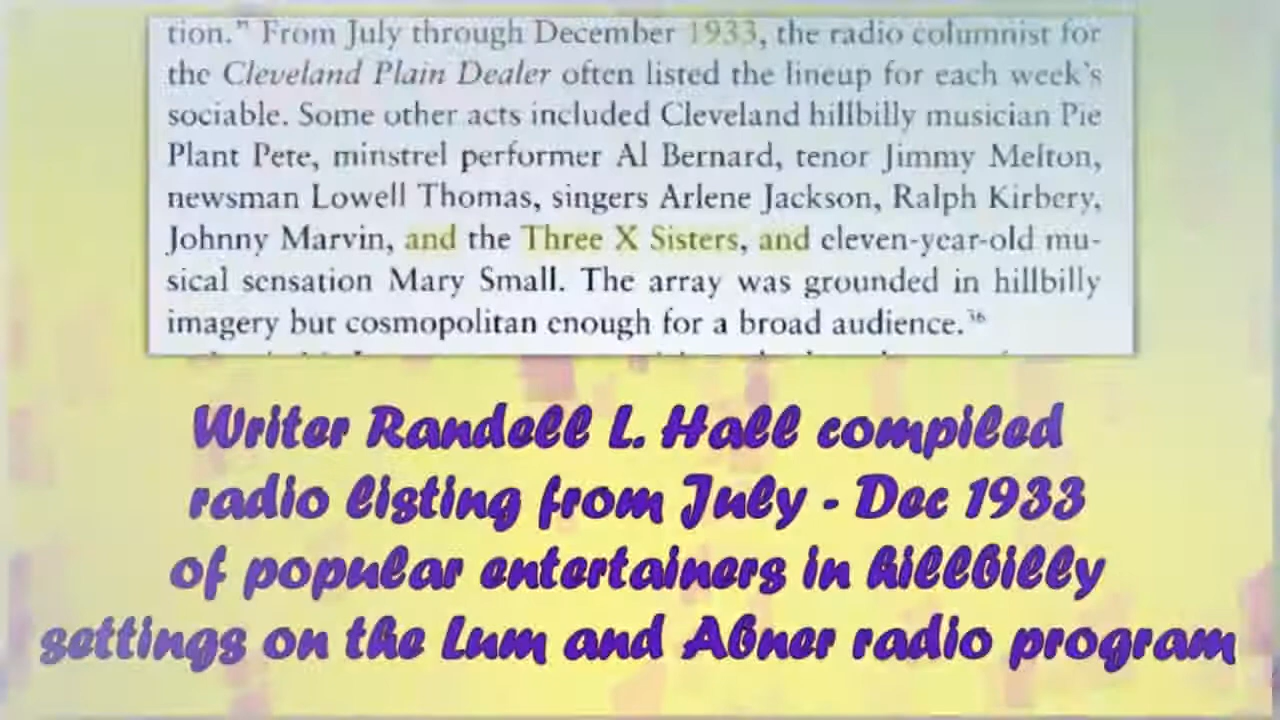 tion." From July through December 1933, the radio columnist for
the Cleveland Plain Dealer often listed the lineup for each week's
sociable. Some other acts included Cleveland hillbilly musician Pie
Plant Pete, minstrel performer Al Bernard, tenor Jimmy Melton,
newsman Lowell Thomas, singers Arlene Jackson, Ralph Kirbery,
Johnny Marvin, and the Three X Sisters, and eleven-year-old mu-
sical sensation Mary Small. The array was grounded in hillbilly
imagery but cosmopolitan enough for a broad audience.36
Writer Randell L. Hall compiled
radio listing from July - Dec 1933
of popular entertainers in hillbilly
settings on the Lum and Abner radio program